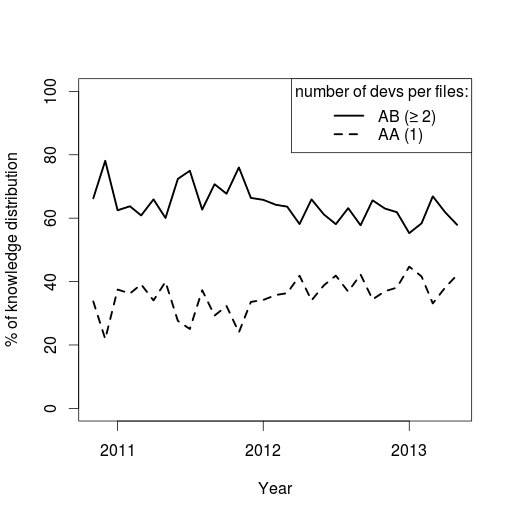 number of devs per files:
AB (≥ 2)
AA (1)
% of knowledge distribution
100
80
60
40
20
0
2011 2012 2013
Year